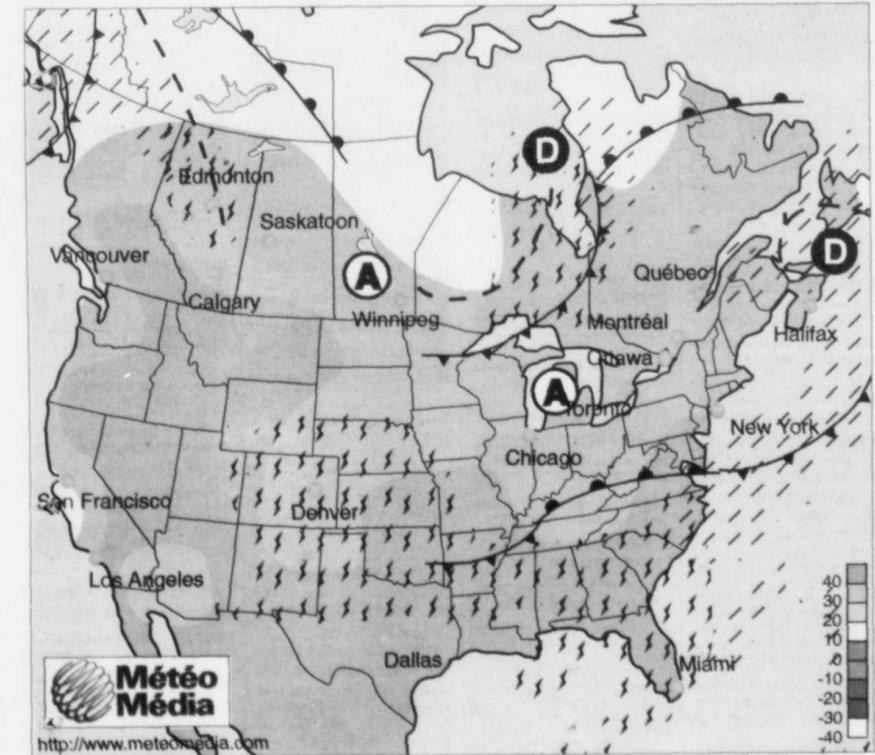 D
Edmonton
Saskatoon
Vancouver
A
D
Québec
Calgary
Winnipeg
Montréal
Halifax
Ottawa
A
Toronto
New York
Chicago
San Francisco
Denver
Los Angeles
40
30
20
10
0
-10
-20
-30
-40
Dallas
Miami
Météo
Média
http://www.meteomedia.com